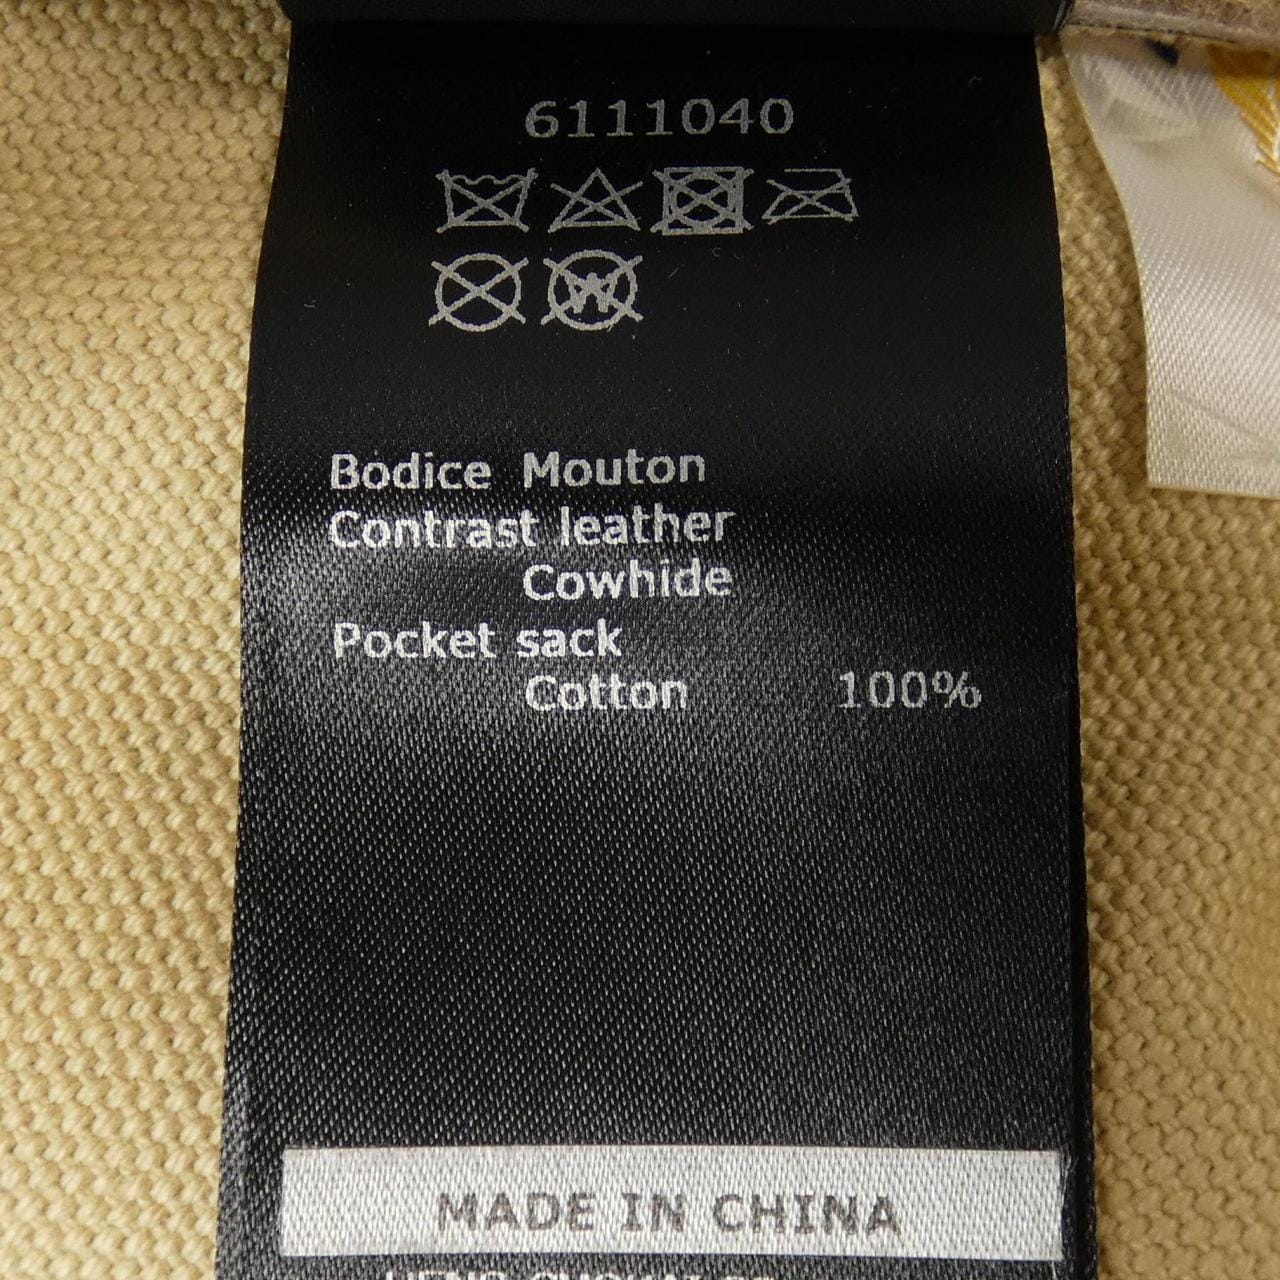 6111040
W
Bodice Mouton
Contrast leather
Cowhide
Pocket sack
Cotton 100%
MADE IN CHINA